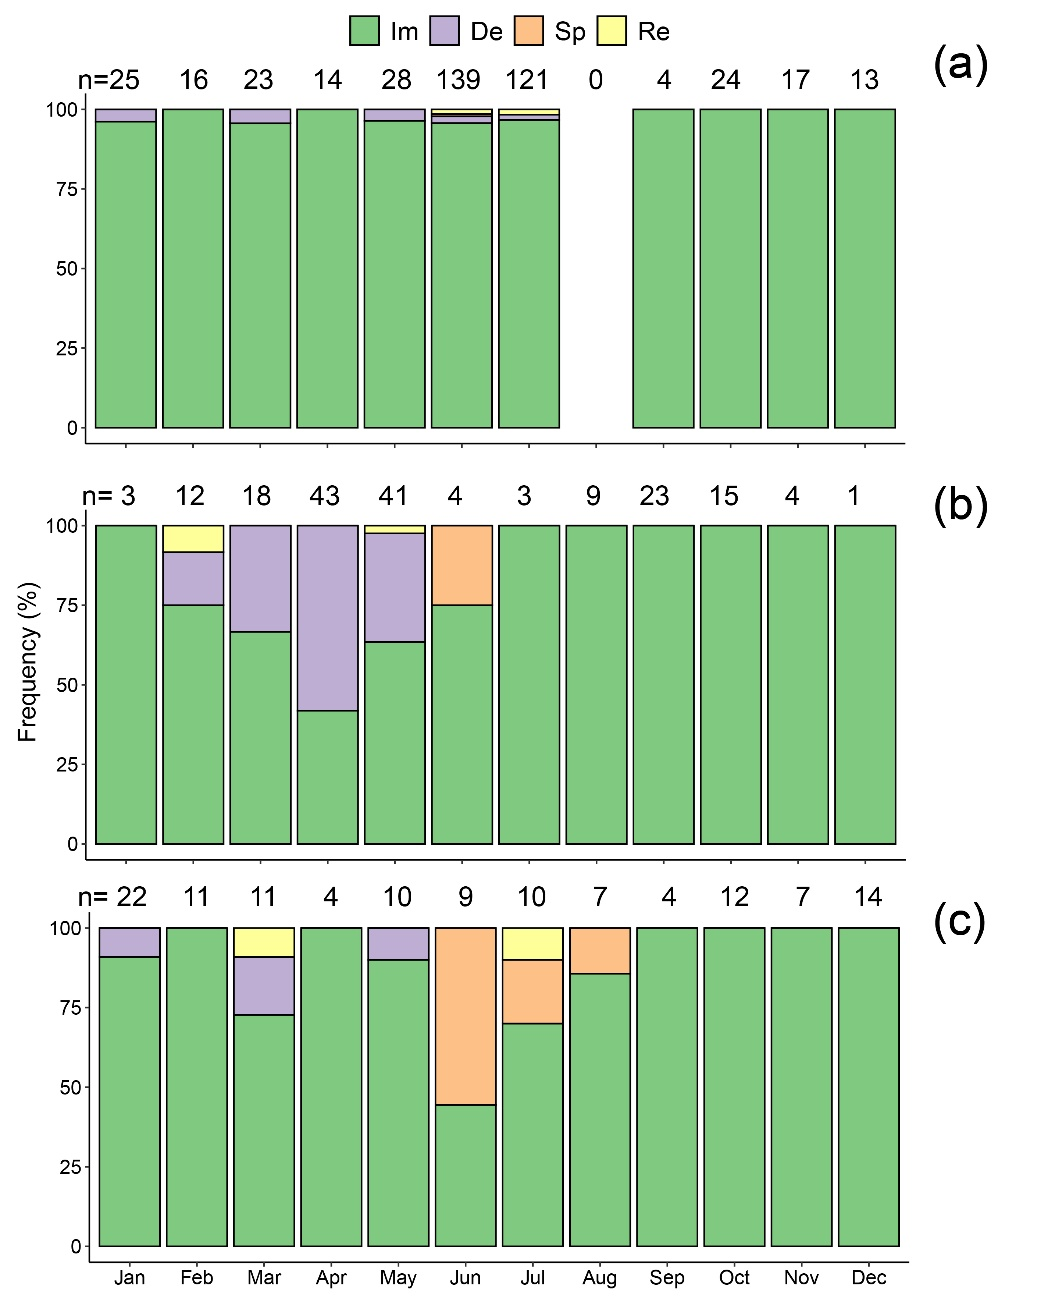 Im De Sp Re
(a)
n=25 16 23 14 28 139 121 0 4 24 17 13
100
75
50
25
0
(b)
n= 3 12 18 43 41 4 3 9 23 15 4 1
100
75
50
25
0
Frequency (%)
(c)
n= 22 11 11 4 10 9 10 7 4 12 7 14
100
75
50
25
0
Jan Feb Mar Apr May Jun Jul Aug Sep Oct Nov Dec